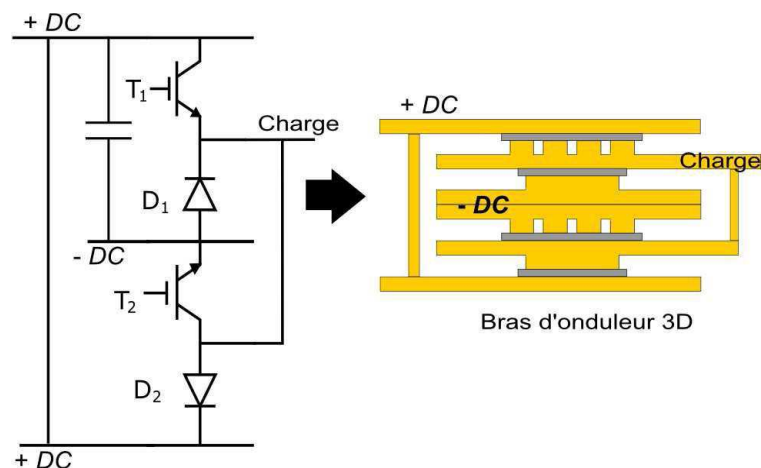 + DC
T1
Charge
D1
- DC
T2
D2
+ DC
+ DC
Charge
- DC
Bras d'onduleur 3D